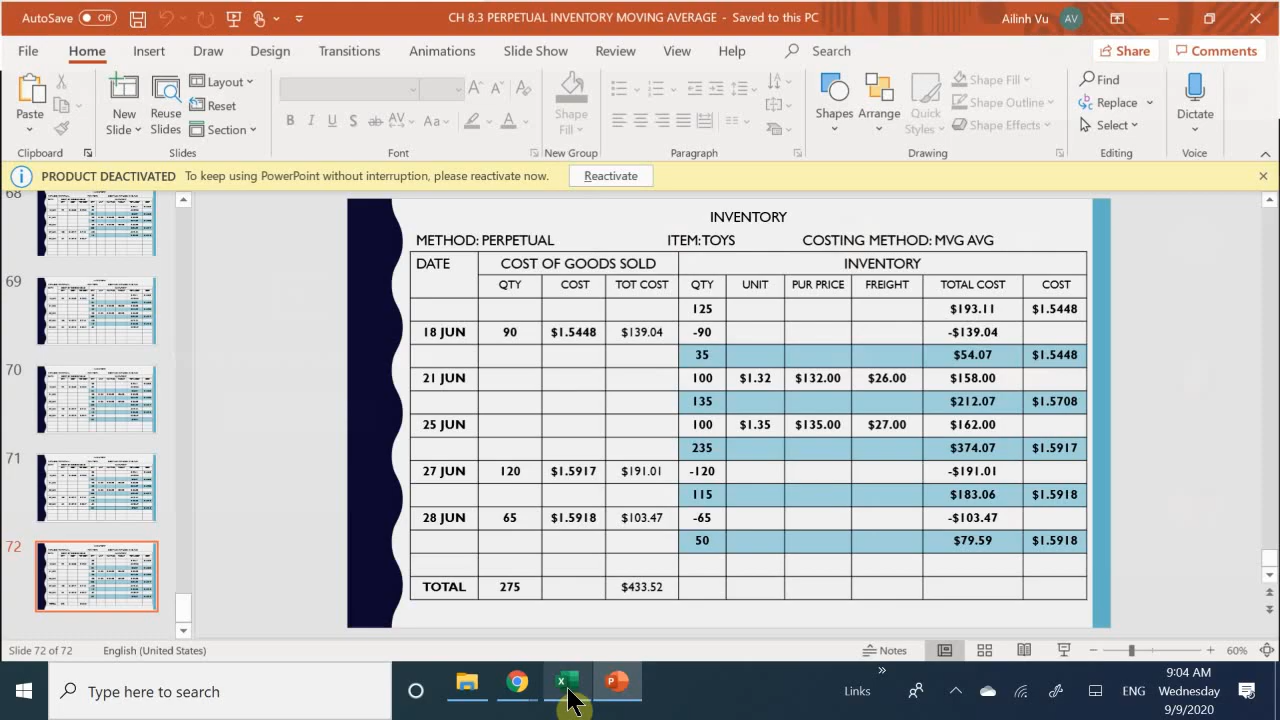 AutoSave Off CH 8.3 PERPETUAL INVENTORY MOVING AVERAGE - Saved to this PC Ailinh Vu AV
File Home Insert Draw Design Transitions Animations Slide Show Review View Help Search Share Comments
Paste New Slide Reuse Slides Layout Reset Section Shape Fill Shapes Arrange Quick Styles Shape Fill Shape Outline Shape Effects Find Replace Select Dictate
Clipboard Slides Font New Group Paragraph Drawing Editing Voice
PRODUCT DEACTIVATED To keep using PowerPoint without interruption, please reactivate now. Reactivate
68
69
70
71
72
INVENTORY
METHOD: PERPETUAL ITEM: TOYS COSTING METHOD: MVG AVG
DATE COST OF GOODS SOLD INVENTORY
QTY COST TOT COST QTY UNIT PUR PRICE FREIGHT TOTAL COST COST
125 $193.11 $1.5448
18 JUN 90 $1.5448 $139.04 -90 -$139.04
35 $54.07 $1.5448
21 JUN 100 $1.32 $132.00 $26.00 $158.00
135 $212.07 $1.5708
25 JUN 100 $1.35 $135.00 $27.00 $162.00
235 $374.07 $1.5917
27 JUN 120 $1.5917 $191.01 -120 -$191.01
115 $183.06 $1.5918
28 JUN 65 $1.5918 $103.47 -65 -$103.47
50 $79.59 $1.5918
TOTAL 275 $433.52
Slide 72 of 72 English (United States) Notes 60%
Type here to search Links ENG 9:04 AM
Wednesday
9/9/2020